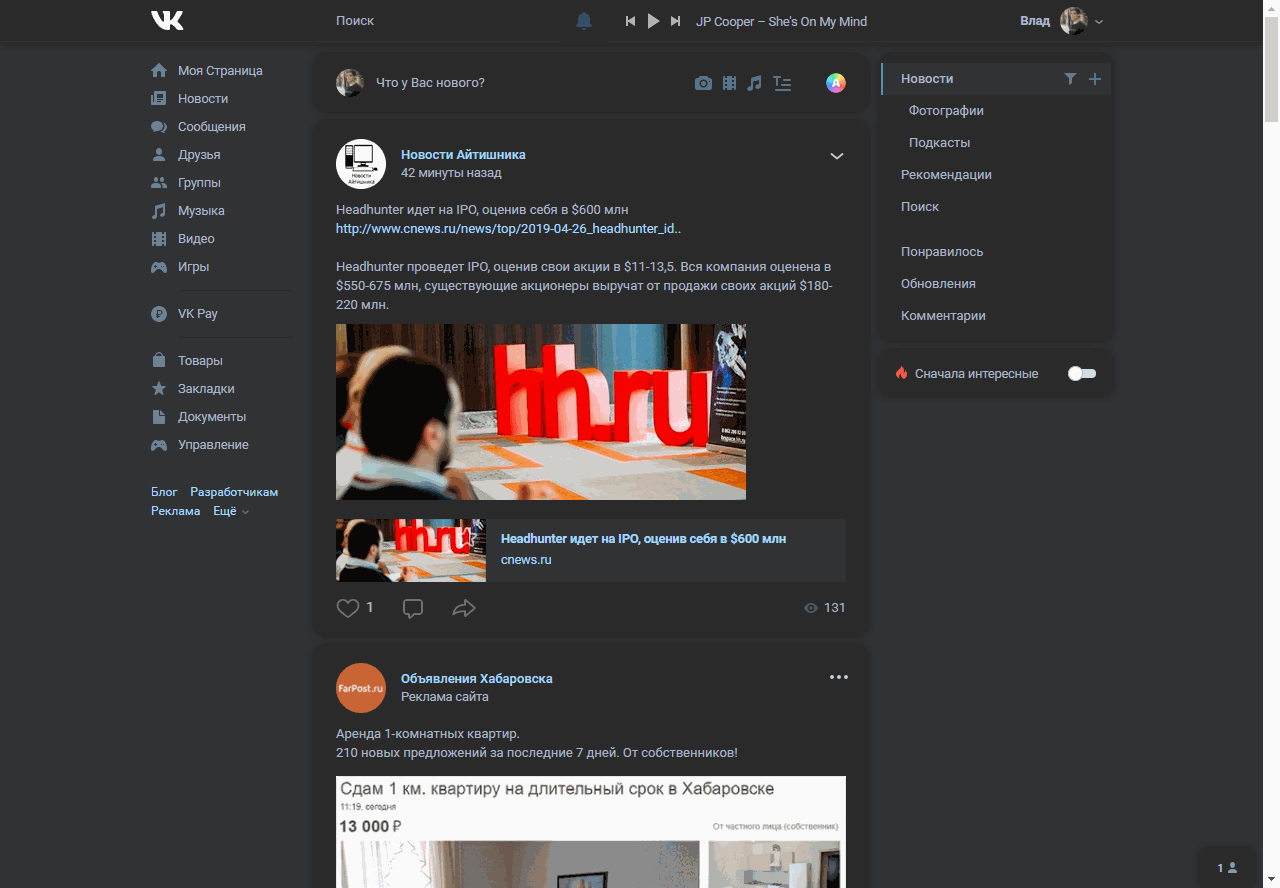 Поиск
JP Cooper – She's On My Mind
Влад
Моя Страница
Новости
Сообщения
Друзья
Группы
Музыка
Видео
Игры
VK Pay
Товары
Закладки
Документы
Управление
Блог Разработчикам
Реклама Ещё
Что у Вас нового?
A
Новости Айтишника
42 минуты назад
Новости
Айтишника
Headhunter идет на IPO, оценив себя в $600 млн
http://www.cnews.ru/news/top/2019-04-26_headhunter_id..
Headhunter проведет IPO, оценив свои акции в $11-13,5. Вся компания оценена в
$550-675 млн, существующие акционеры выручат от продажи своих акций $180-
220 млн.
hh.ru
Headhunter идет на IPO, оценив себя в $600 млн
cnews.ru
1
131
FarPost.ru
Объявления Хабаровска
Реклама сайта
Аренда 1-комнатных квартир.
210 новых предложений за последние 7 дней. От собственников!
Сдам 1 км. квартиру на длительный срок в Хабаровске
11:19, сегодня
13 000 ₽
От частного лица (собственник)
Новости
Фотографии
Подкасты
Рекомендации
Поиск
Понравилось
Обновления
Комментарии
Сначала интересные
1